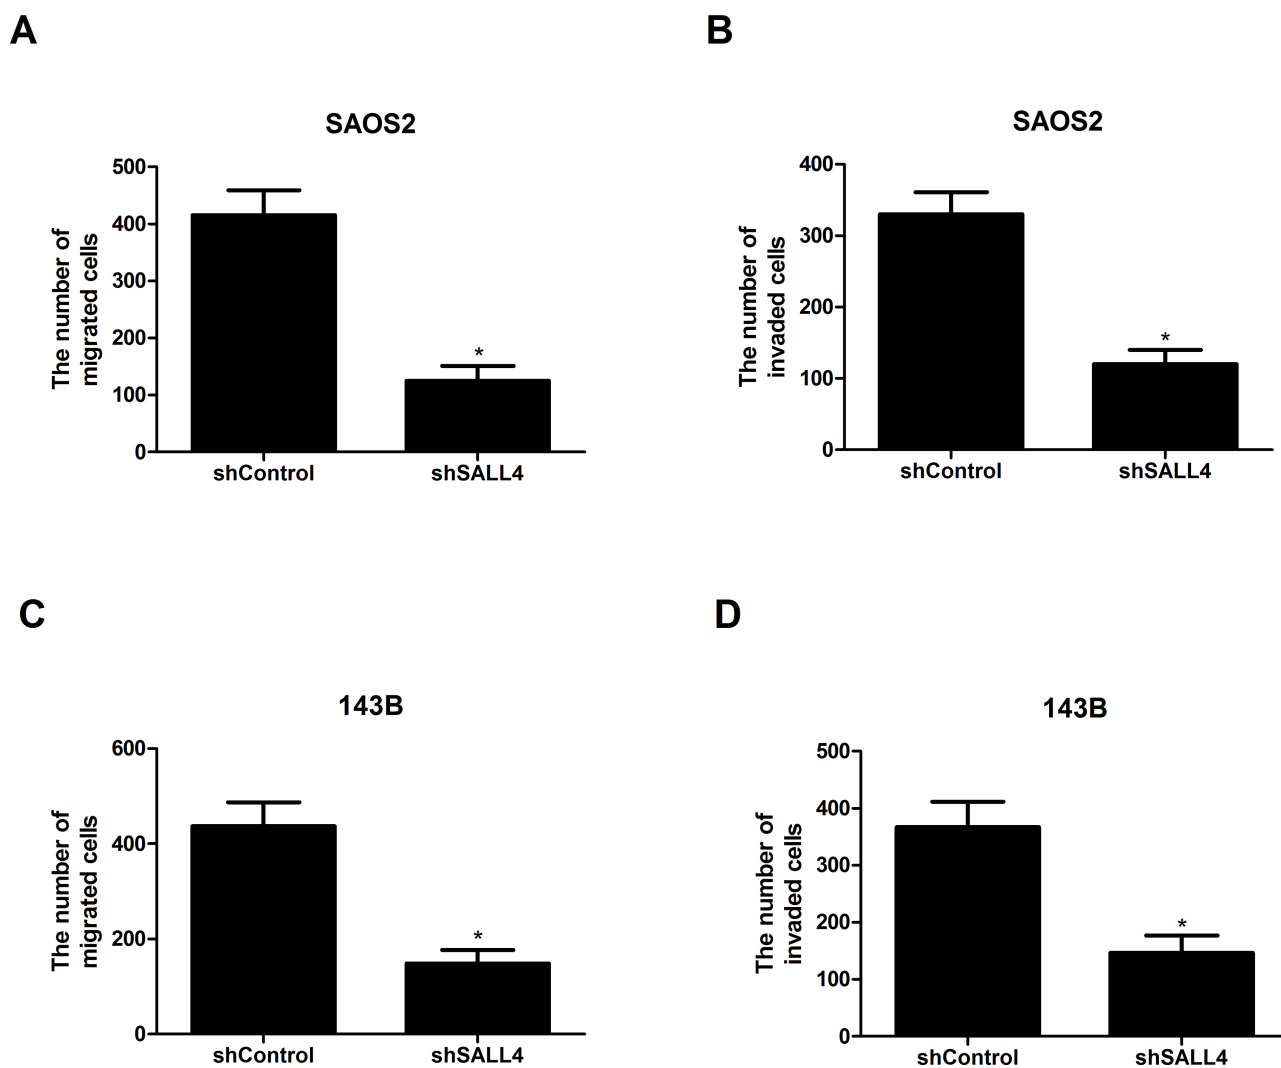 A
SAOS2
The number of
migrated cells
500
400
300
200
100
0
*
shControl
shSALL4
B
SAOS2
The number of
invaded cells
400
300
200
100
0
*
shControl
shSALL4
C
143B
The number of
migrated cells
600
400
200
0
*
shControl
shSALL4
D
143B
The number of
invaded cells
500
400
300
200
100
0
*
shControl
shSALL4